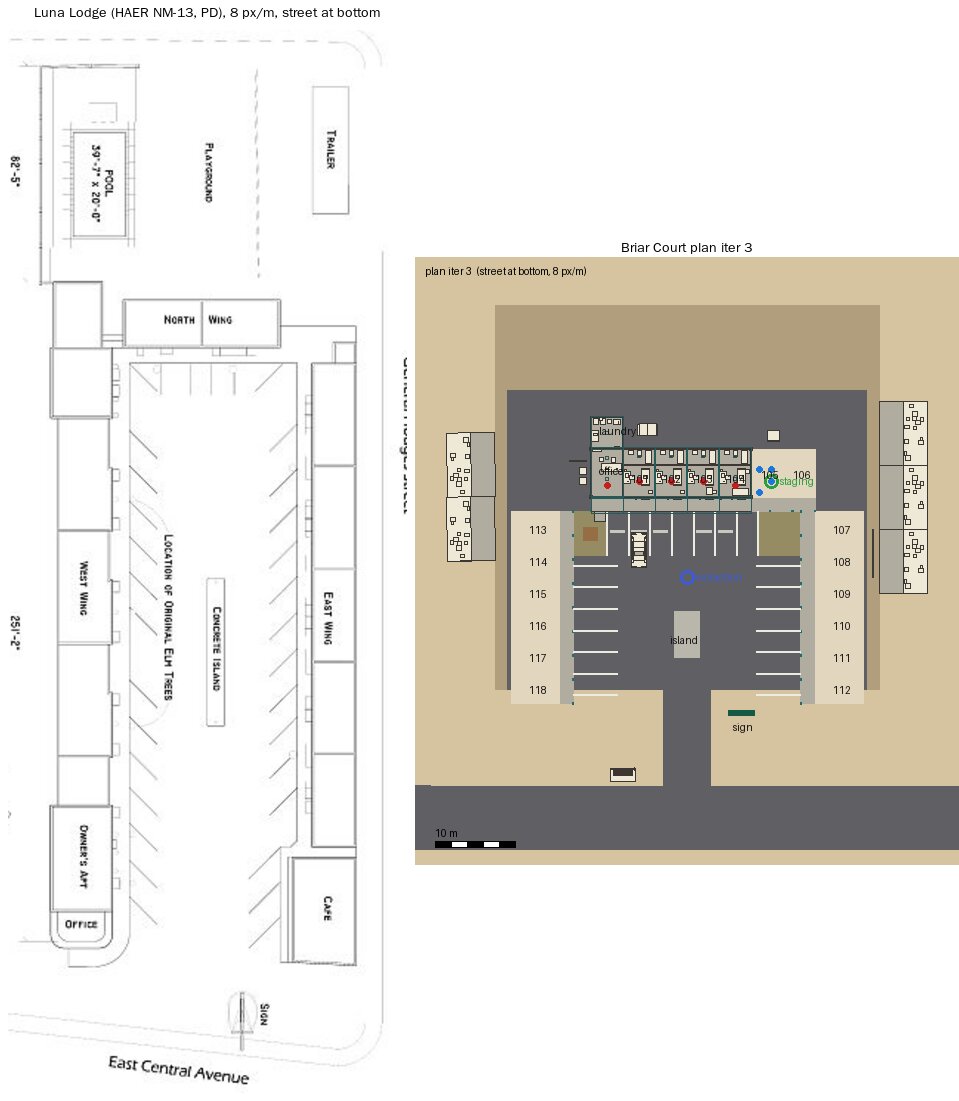 Luna Lodge (HAER NM-13, PD), 8 px/m, street at bottom
82'-5"
POOL
39'-7" x 20'-0"
PLAYGROUND
TRAILER
NORTH WING
251'-2"
WEST WING
LOCATION OF ORIGINAL ELM TREES
CONCRETE ISLAND
EAST WING
OWNER'S APT
OFFICE
CAFE
SIGN
East Central Avenue
Briar Court plan iter 3
plan iter 3 (street at bottom, 8 px/m)
laundry
office
106
staging
113
107
114
108
115
109
116
110
island
117
111
118
112
sign
10 m